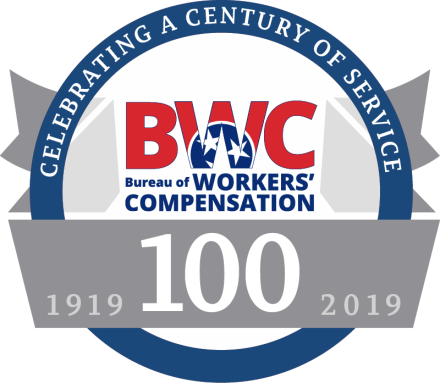 CELEBRATING A CENTURY OF SERVICE
BWC
Bureau of WORKERS'
COMPENSATION
1919 100 2019